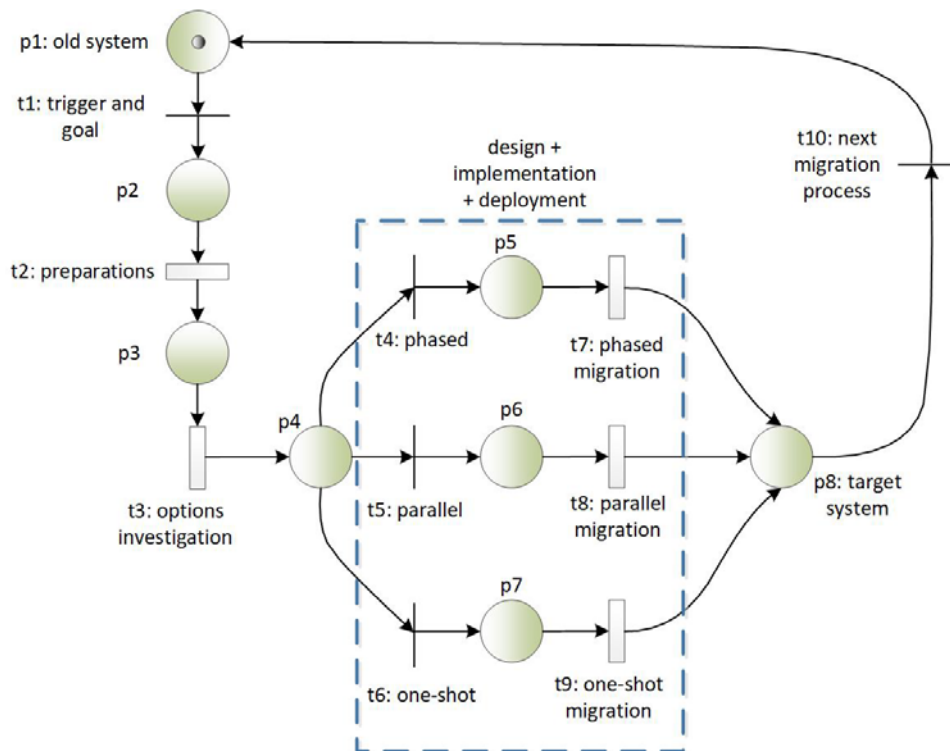 p1: old system
t1: trigger and
goal
p2
t2: preparations
p3
t3: options
investigation
p4
design +
implementation
+ deployment
p5
t4: phased
t7: phased
migration
p6
t5: parallel
t8: parallel
migration
p7
t6: one-shot
t9: one-shot
migration
p8: target
system
t10: next
migration
process